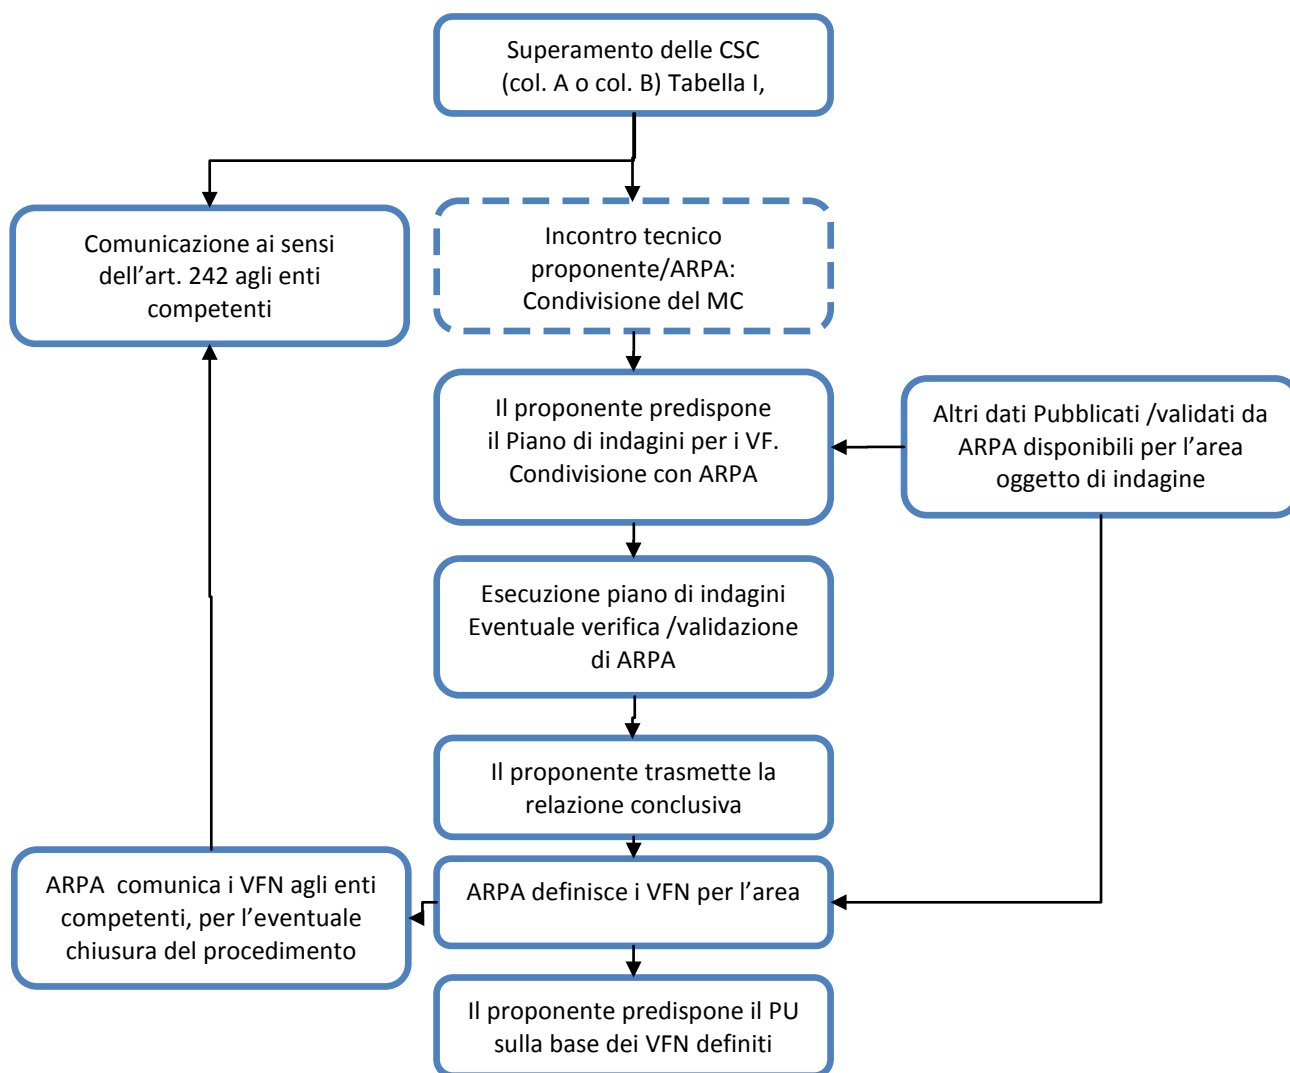 Superamento delle CSC
(col. A o col. B) Tabella I,
Comunicazione ai sensi
dell’art. 242 agli enti
competenti
Incontro tecnico
proponente/ARPA:
Condivisione del MC
Il proponente predispone
il Piano di indagini per i VF.
Condivisione con ARPA
Altri dati Pubblicati /validati da
ARPA disponibili per l’area
oggetto di indagine
Esecuzione piano di indagini
Eventuale verifica /validazione
di ARPA
Il proponente trasmette la
relazione conclusiva
ARPA  comunica i VFN agli enti
competenti, per l’eventuale
chiusura del procedimento
ARPA definisce i VFN per l’area
Il proponente predispone il PU
sulla base dei VFN definiti